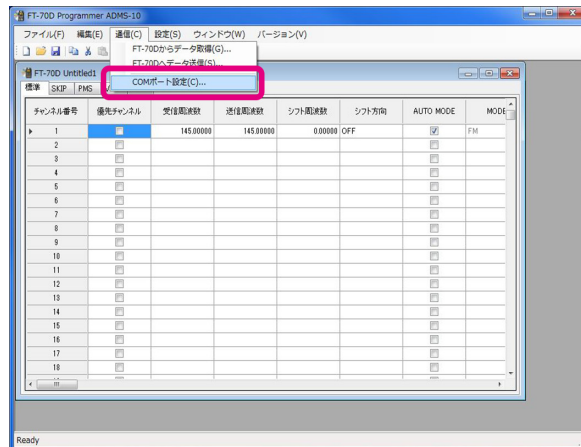 FT-70D Programmer ADMS-10
ファイル(F) 編集(E) 通信(C) 設定(S) ウィンドウ(W) バージョン(V)
FT-70Dからデータ取得(G)...
FT-70Dへデータ送信(S)...
COMポート設定(C)...
FT-70D Untitled1
標準 SKIP PMS
チャンネル番号 優先チャンネル 受信周波数 送信周波数 シフト周波数 シフト方向 AUTO MODE MODE
1 145.00000 145.00000 0.00000 OFF FM
2
3
4
5
6
7
8
9
10
11
12
13
14
15
16
17
18
Ready